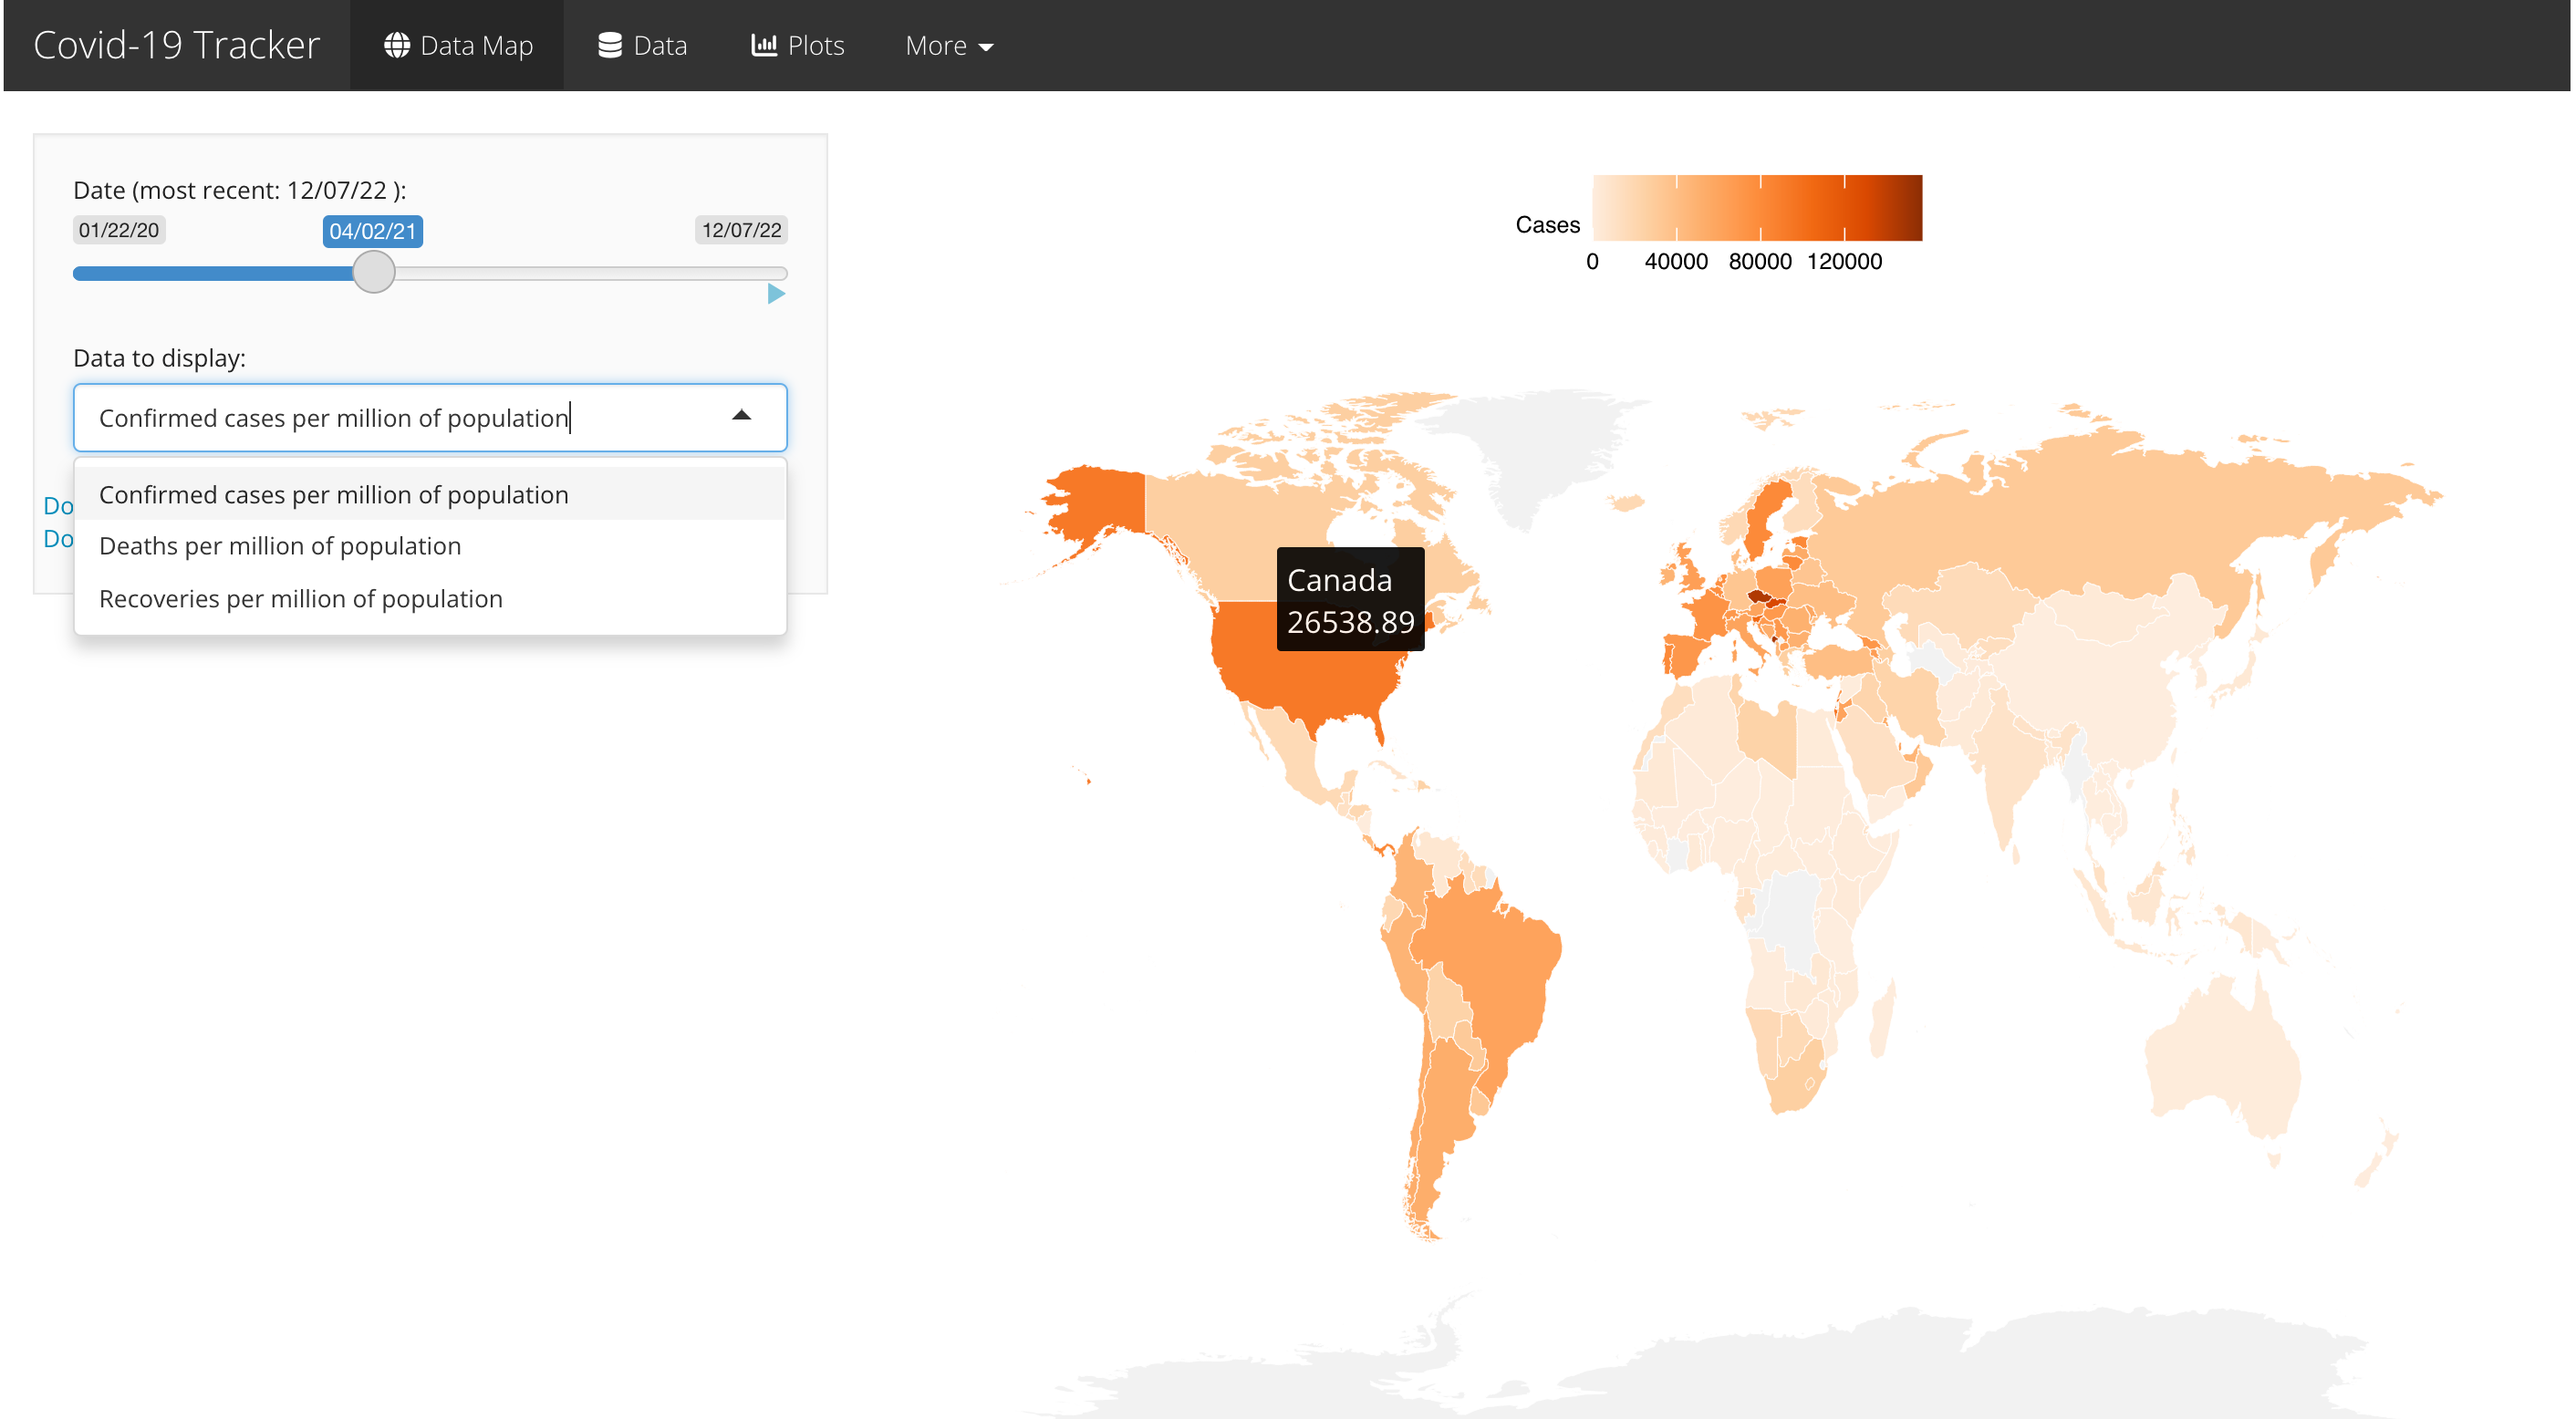 Covid-19 Tracker Data Map Data Plots More
Date (most recent: 12/07/22 ):
01/22/20 04/02/21 12/07/22
Data to display:
Confirmed cases per million of population
Confirmed cases per million of population
Do
Deaths per million of population
Do
Recoveries per million of population
Cases
0 40000 80000 120000
Canada
26538.89